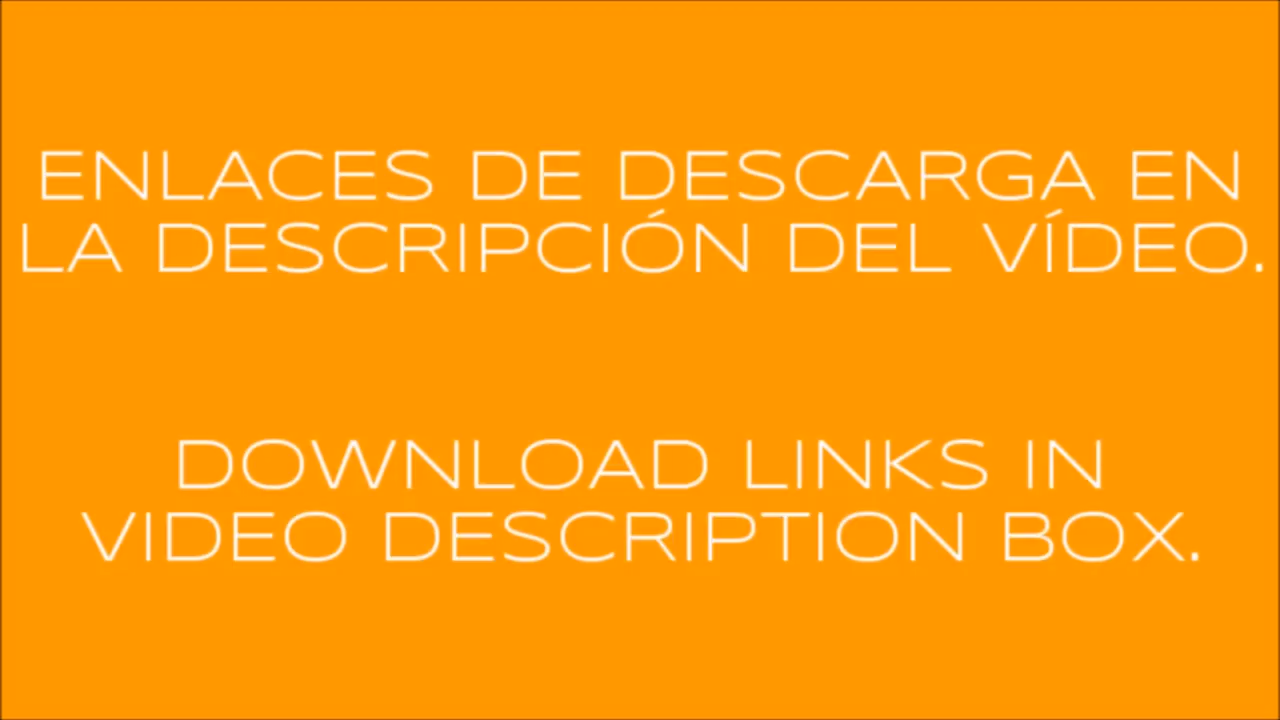 ENLACES DE DESCARGA EN
LA DESCRIPCIÓN DEL VÍDEO.
DOWNLOAD LINKS IN
VIDEO DESCRIPTION BOX.